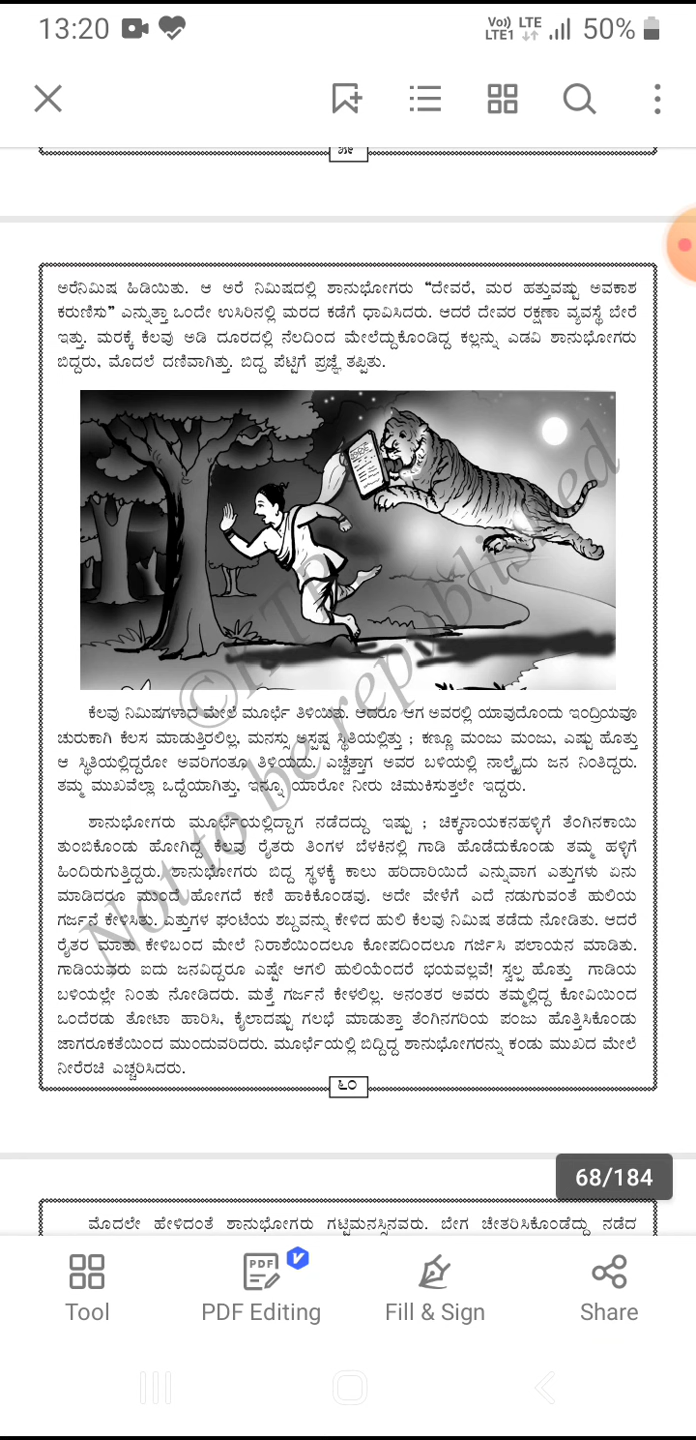 13:20
Vo)) LTE
LTE1
50%
೫೯
ಅರೆನಿಮಿಷ ಹಿಡಿಯಿತು. ಆ ಅರೆ ನಿಮಿಷದಲ್ಲಿ ಶಾನುಭೋಗರು “ದೇವರೆ, ಮರ ಹತ್ತುವಷ್ಟು ಅವಕಾಶ
ಕರುಣಿಸು” ಎನ್ನುತ್ತಾ ಒಂದೇ ಉಸಿರಿನಲ್ಲಿ ಮರದ ಕಡೆಗೆ ಧಾವಿಸಿದರು. ಆದರೆ ದೇವರ ರಕ್ಷಣಾ ವ್ಯವಸ್ಥೆ ಬೇರೆ
ಇತ್ತು. ಮರಕ್ಕೆ ಕೆಲವು ಅಡಿ ದೂರದಲ್ಲಿ ನೆಲದಿಂದ ಮೇಲೆದ್ದುಕೊಂಡಿದ್ದ ಕಲ್ಲನ್ನು ಎಡವಿ ಶಾನುಭೋಗರು
ಬಿದ್ದರು, ಮೊದಲೆ ದಣಿವಾಗಿತ್ತು. ಬಿದ್ದ ಪೆಟ್ಟಿಗೆ ಪ್ರಜ್ಞೆ ತಪ್ಪಿತು.
ಕೆಲವು ನಿಮಿಷಗಳಾದ ಮೇಲೆ ಮೂರ್ಛೆ ತಿಳಿಯಿತು. ಆದರೂ ಆಗ ಅವರಲ್ಲಿ ಯಾವುದೊಂದು ಇಂದ್ರಿಯವೂ
ಚುರುಕಾಗಿ ಕೆಲಸ ಮಾಡುತ್ತಿರಲಿಲ್ಲ, ಮನಸ್ಸು ಅಸ್ಪಷ್ಟ ಸ್ಥಿತಿಯಲ್ಲಿತ್ತು ; ಕಣ್ಣೂ ಮಂಜು ಮಂಜು, ಎಷ್ಟು ಹೊತ್ತು
ಆ ಸ್ಥಿತಿಯಲ್ಲಿದ್ದರೋ ಅವರಿಗಂತೂ ತಿಳಿಯದು. ಎಚ್ಚೆತ್ತಾಗ ಅವರ ಬಳಿಯಲ್ಲಿ ನಾಲ್ಕೈದು ಜನ ನಿಂತಿದ್ದರು.
ತಮ್ಮ ಮುಖವೆಲ್ಲಾ ಒದ್ದೆಯಾಗಿತ್ತು, ಇನ್ನೂ ಯಾರೋ ನೀರು ಚಿಮುಕಿಸುತ್ತಲೇ ಇದ್ದರು.
ಶಾನುಭೋಗರು ಮೂರ್ಛೆಯಲ್ಲಿದ್ದಾಗ ನಡೆದದ್ದು ಇಷ್ಟು ; ಚಿಕ್ಕನಾಯಕನಹಳ್ಳಿಗೆ ತೆಂಗಿನಕಾಯಿ
ತುಂಬಿಕೊಂಡು ಹೋಗಿದ್ದ ಕೆಲವು ರೈತರು ತಿಂಗಳ ಬೆಳಕಿನಲ್ಲಿ ಗಾಡಿ ಹೊಡೆದುಕೊಂಡು ತಮ್ಮ ಹಳ್ಳಿಗೆ
ಹಿಂದಿರುಗುತ್ತಿದ್ದರು. ಶಾನುಭೋಗರು ಬಿದ್ದ ಸ್ಥಳಕ್ಕೆ ಕಾಲು ಹರಿದಾರಿಯಿದೆ ಎನ್ನುವಾಗ ಎತ್ತುಗಳು ಏನು
ಮಾಡಿದರೂ ಮುಂದೆ ಹೋಗದೆ ಕಣಿ ಹಾಕಿಕೊಂಡವು. ಅದೇ ವೇಳೆಗೆ ಎದೆ ನಡುಗುವಂತೆ ಹುಲಿಯ
ಗರ್ಜನೆ ಕೇಳಿಸಿತು. ಎತ್ತುಗಳ ಘಂಟೆಯ ಶಬ್ದವನ್ನು ಕೇಳಿದ ಹುಲಿ ಕೆಲವು ನಿಮಿಷ ತಡೆದು ನೋಡಿತು. ಆದರೆ
ರೈತರ ಮಾತು ಕೇಳಿಬಂದ ಮೇಲೆ ನಿರಾಶೆಯಿಂದಲೂ ಕೋಪದಿಂದಲೂ ಗರ್ಜಿಸಿ ಪಲಾಯನ ಮಾಡಿತು.
ಗಾಡಿಯವರು ಐದು ಜನವಿದ್ದರೂ ಎಷ್ಟೇ ಆಗಲಿ ಹುಲಿಯೆಂದರೆ ಭಯವಲ್ಲವೆ! ಸ್ವಲ್ಪ ಹೊತ್ತು ಗಾಡಿಯ
ಬಳಿಯಲ್ಲೇ ನಿಂತು ನೋಡಿದರು. ಮತ್ತೆ ಗರ್ಜನೆ ಕೇಳಲಿಲ್ಲ. ಅನಂತರ ಅವರು ತಮ್ಮಲ್ಲಿದ್ದ ಕೋವಿಯಿಂದ
ಒಂದೆರಡು ತೋಟಾ ಹಾರಿಸಿ, ಕೈಲಾದಷ್ಟು ಗಲಭೆ ಮಾಡುತ್ತಾ ತೆಂಗಿನಗರಿಯ ಪಂಜು ಹೊತ್ತಿಸಿಕೊಂಡು
ಜಾಗರೂಕತೆಯಿಂದ ಮುಂದುವರಿದರು. ಮೂರ್ಛೆಯಲ್ಲಿ ಬಿದ್ದಿದ್ದ ಶಾನುಭೋಗರನ್ನು ಕಂಡು ಮುಖದ ಮೇಲೆ
ನೀರೆರಚಿ ಎಚ್ಚರಿಸಿದರು.
೬೦
68/184
ಮೊದಲೇ ಹೇಳಿದಂತೆ ಶಾನುಭೋಗರು ಗಟ್ಟಿಮನಸ್ಸಿನವರು. ಬೇಗ ಚೇತರಿಸಿಕೊಂಡೆದ್ದು ನಡೆದ
PDF
Tool
PDF Editing
Fill & Sign
Share